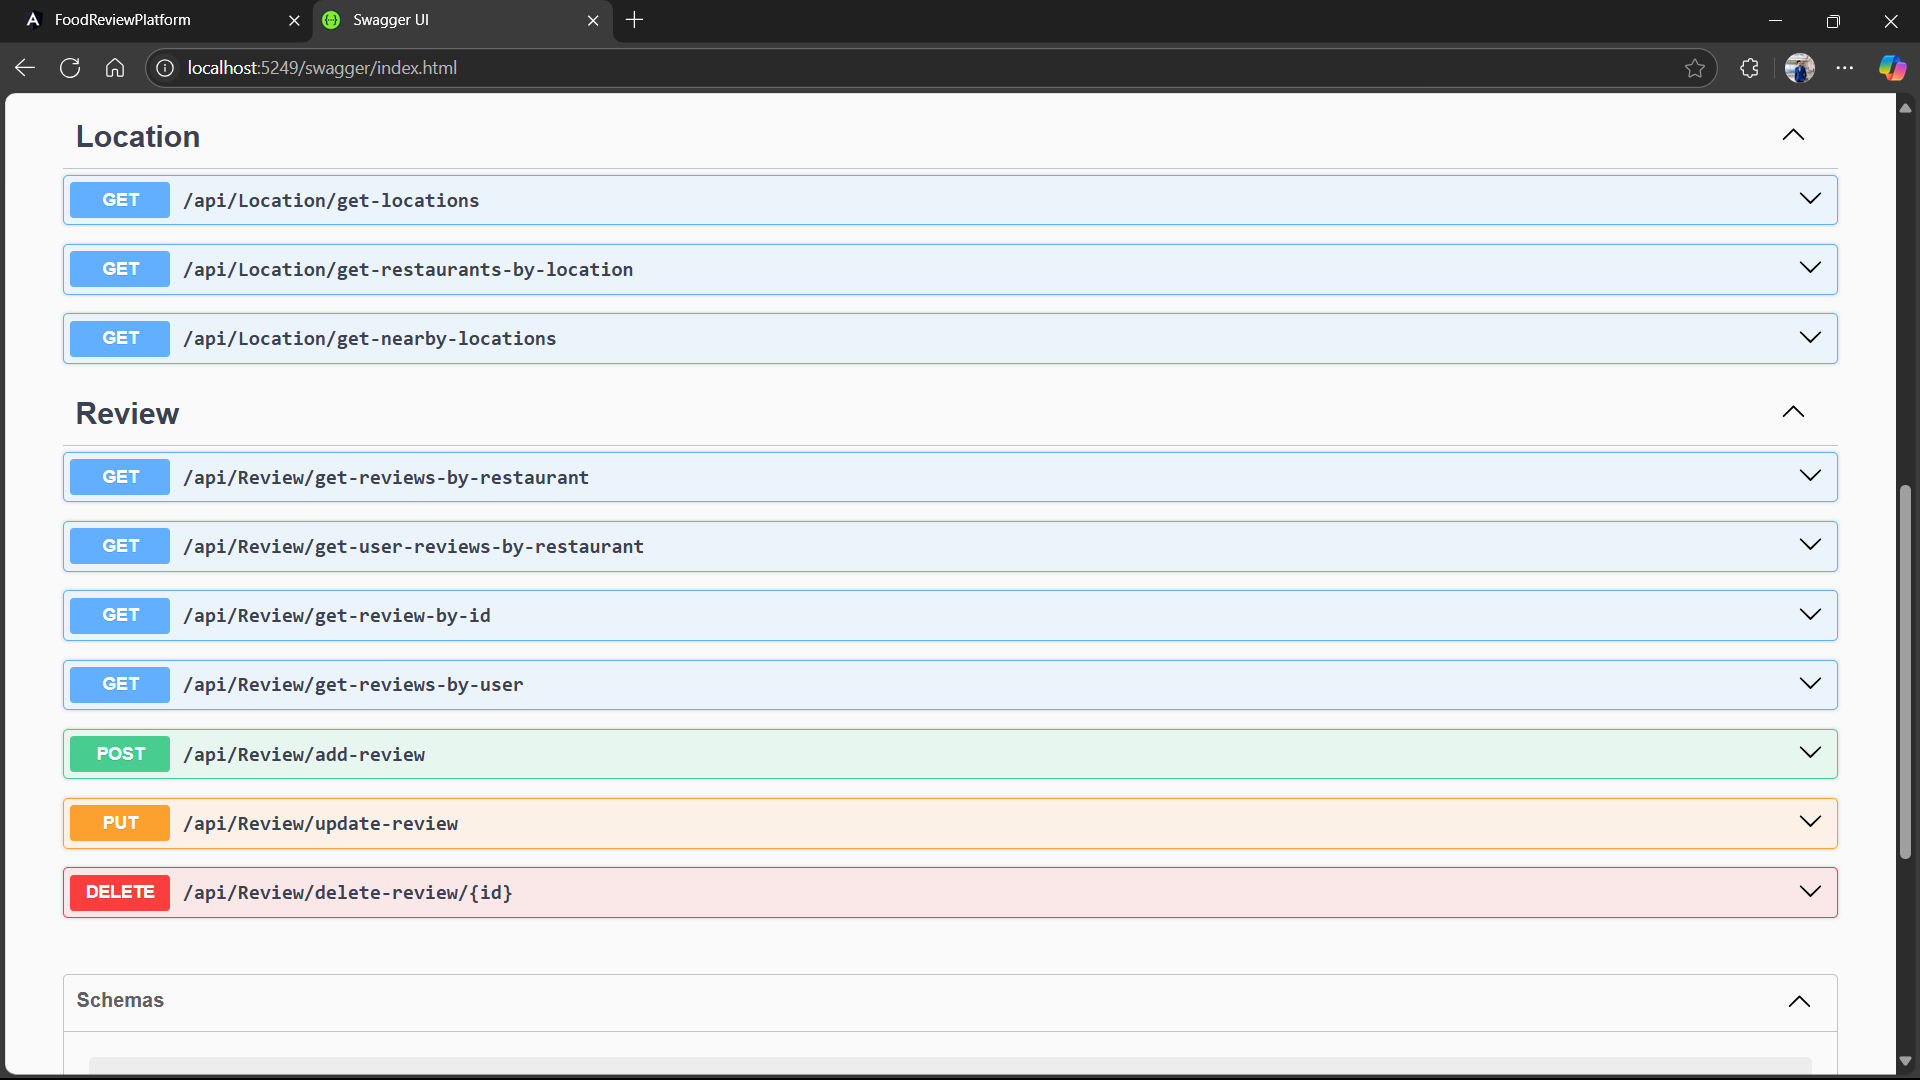 FoodReviewPlatform
Swagger UI
localhost:5249/swagger/index.html
Location
GET /api/Location/get-locations
GET /api/Location/get-restaurants-by-location
GET /api/Location/get-nearby-locations
Review
GET /api/Review/get-reviews-by-restaurant
GET /api/Review/get-user-reviews-by-restaurant
GET /api/Review/get-review-by-id
GET /api/Review/get-reviews-by-user
POST /api/Review/add-review
PUT /api/Review/update-review
DELETE /api/Review/delete-review/{id}
Schemas